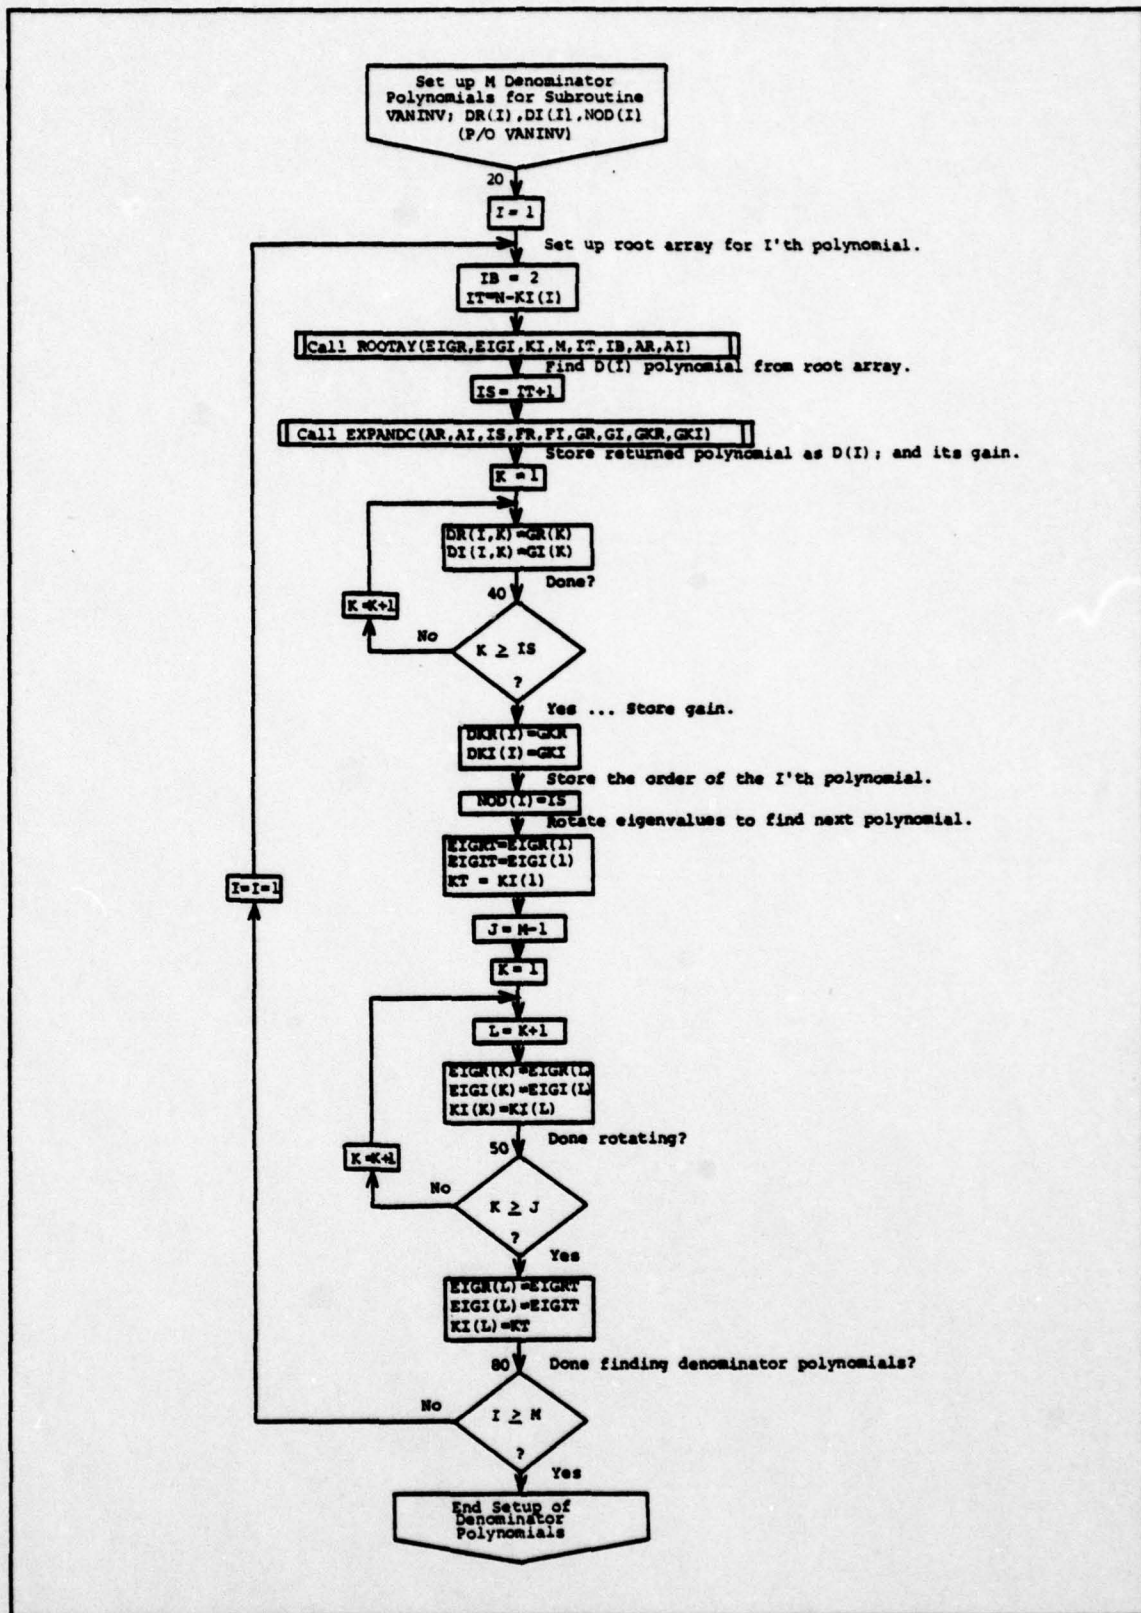 Set up M Denominator
Polynomials for Subroutine
VANINV; DR(I),DI(I),NOD(I)
(P/O VANINV)
20
I = 1
Set up root array for I'th polynomial.
IB = 2
IT=N-KI(I)
Call ROOTAY(EIGR,EIGI,KI,M,IT,IB,AR,AI)
Find D(I) polynomial from root array.
IS= IT+1
Call EXPANDC(AR,AI,IS,FR,FI,GR,GI,GKR,GKI)
Store returned polynomial as D(I); and its gain.
K = 1
DR(I,K)=GR(K)
DI(I,K)=GI(K)
Done?
40
K=K+1
No
K ≥ IS
?
Yes ... Store gain.
DKR(I)=GKR
DKI(I)=GKI
Store the order of the I'th polynomial.
NOD(I)=IS
Rotate eigenvalues to find next polynomial.
EIGRT=EIGR(1)
EIGIT=EIGI(1)
KT = KI(1)
I=I=1
J = M-1
K = 1
L = K+1
EIGR(K)=EIGR(L)
EIGI(K)=EIGI(L)
KI(K)=KI(L)
Done rotating?
50
K=K+1
No
K ≥ J
?
Yes
EIGR(L)=EIGRT
EIGI(L)=EIGIT
KI(L)=KT
80
Done finding denominator polynomials?
No
I ≥ M
?
Yes
End Setup of
Denominator
Polynomials